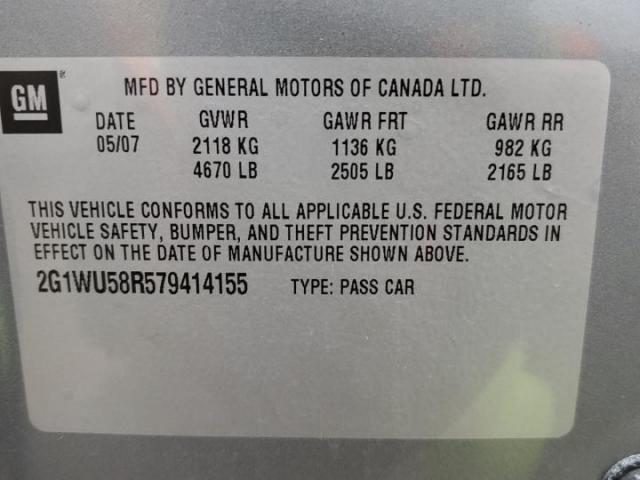 GM ®
MFD BY GENERAL MOTORS OF CANADA LTD.
DATE GVWR GAWR FRT GAWR RR
05/07 2118 KG 1136 KG 982 KG
4670 LB 2505 LB 2165 LB
THIS VEHICLE CONFORMS TO ALL APPLICABLE U.S. FEDERAL MOTOR
VEHICLE SAFETY, BUMPER, AND THEFT PREVENTION STANDARDS IN
EFFECT ON THE DATE OF MANUFACTURE SHOWN ABOVE.
2G1WU58R579414155 TYPE: PASS CAR